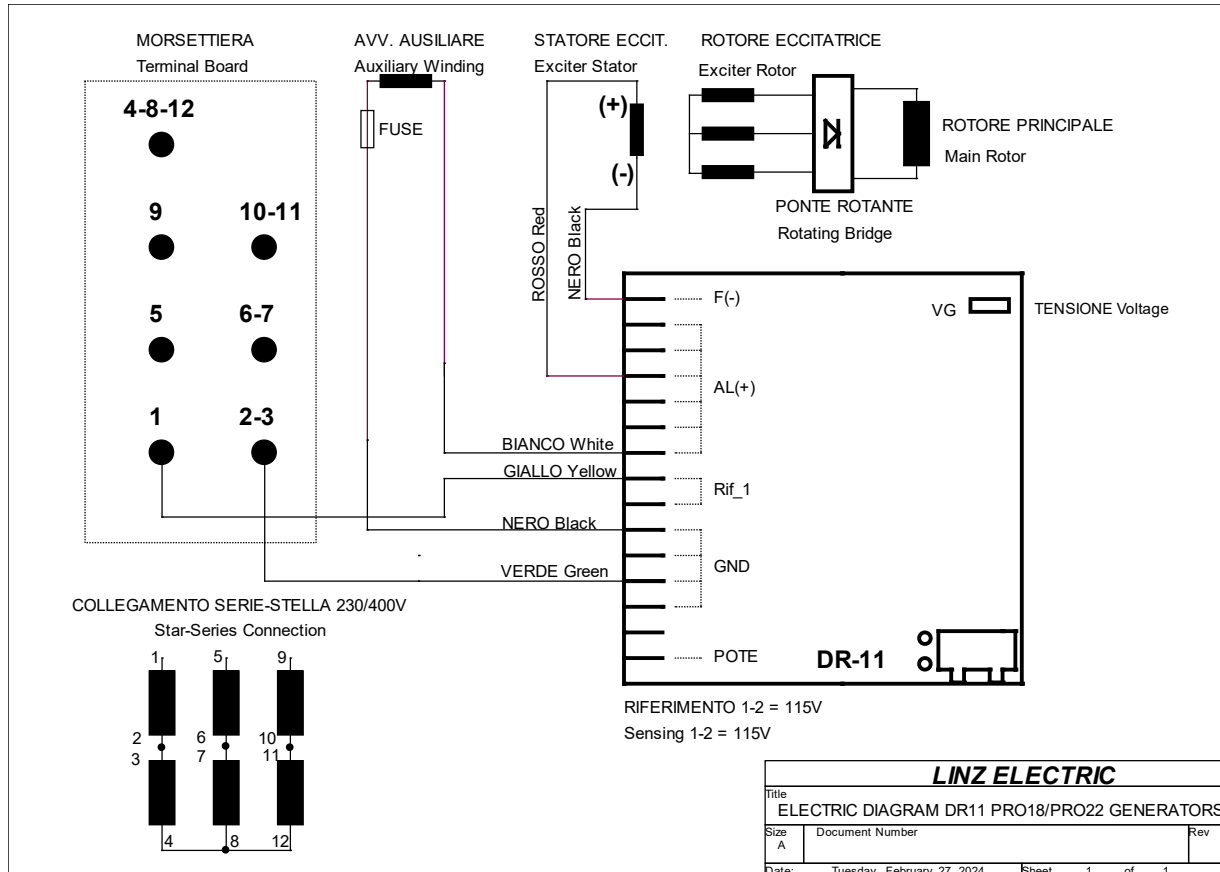 MORSETTIERA
Terminal Board
4-8-12
9
10-11
5
6-7
1
2-3
AVV. AUSILIARE
Auxiliary Winding
FUSE
STATORE ECCIT.
Exciter Stator
(+)
(-)
ROSSO Red
NERO Black
ROTORE ECCITATRICE
Exciter Rotor
ROTORE PRINCIPALE
Main Rotor
PONTE ROTANTE
Rotating Bridge
F(-)
VG
TENSIONE Voltage
AL(+)
BIANCO White
GIALLO Yellow
Rif_1
NERO Black
GND
VERDE Green
POTE
DR-11
RIFERIMENTO 1-2 = 115V
Sensing 1-2 = 115V
COLLEGAMENTO SERIE-STELLA 230/400V
Star-Series Connection
1
5
9
2
6
10
3
7
11
4
8
12
LINZ ELECTRIC
Title
ELECTRIC DIAGRAM DR11 PRO18/PRO22 GENERATORS
Size
A
Document Number
Rev
Date:
Tuesday, February 27, 2024
Sheet
1
of
1